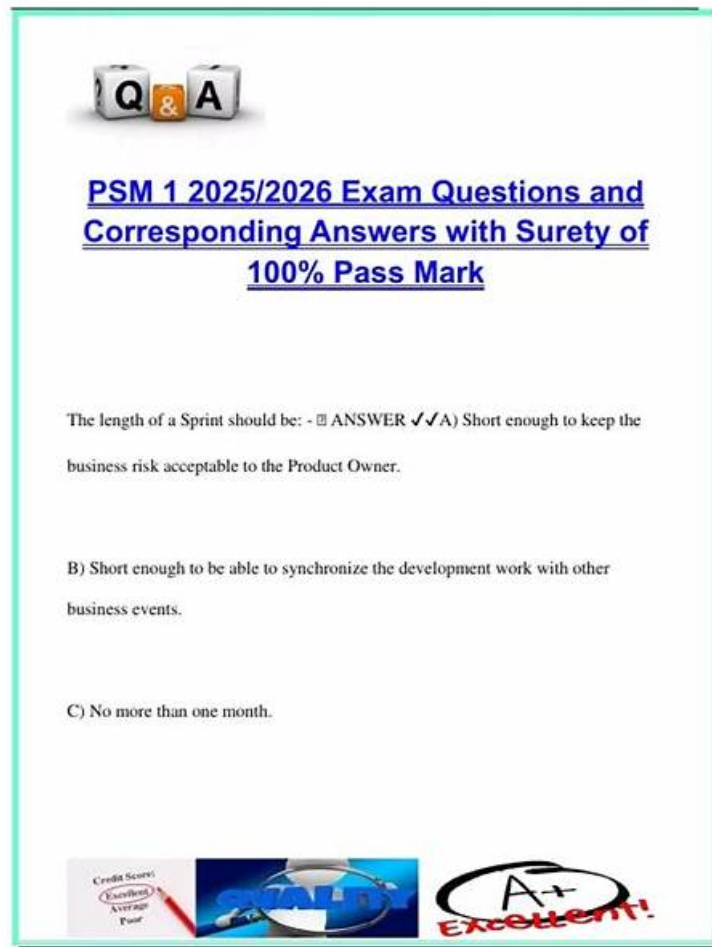 Q & A
PSM 1 2025/2026 Exam Questions and
Corresponding Answers with Surety of
100% Pass Mark
The length of a Sprint should be: - ⍰ ANSWER ✓✓A) Short enough to keep the
business risk acceptable to the Product Owner.
B) Short enough to be able to synchronize the development work with other
business events.
C) No more than one month.
Credit Score:
Excellent
Average
Poor
QUALITY
A+
Excellent!